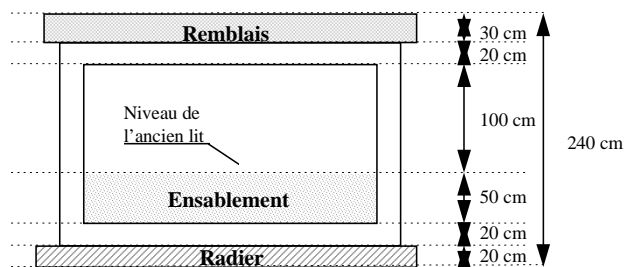 Remblais
30 cm
20 cm
Niveau de
l'ancien lit
100 cm
240 cm
Ensablement
50 cm
20 cm
Radier
20 cm